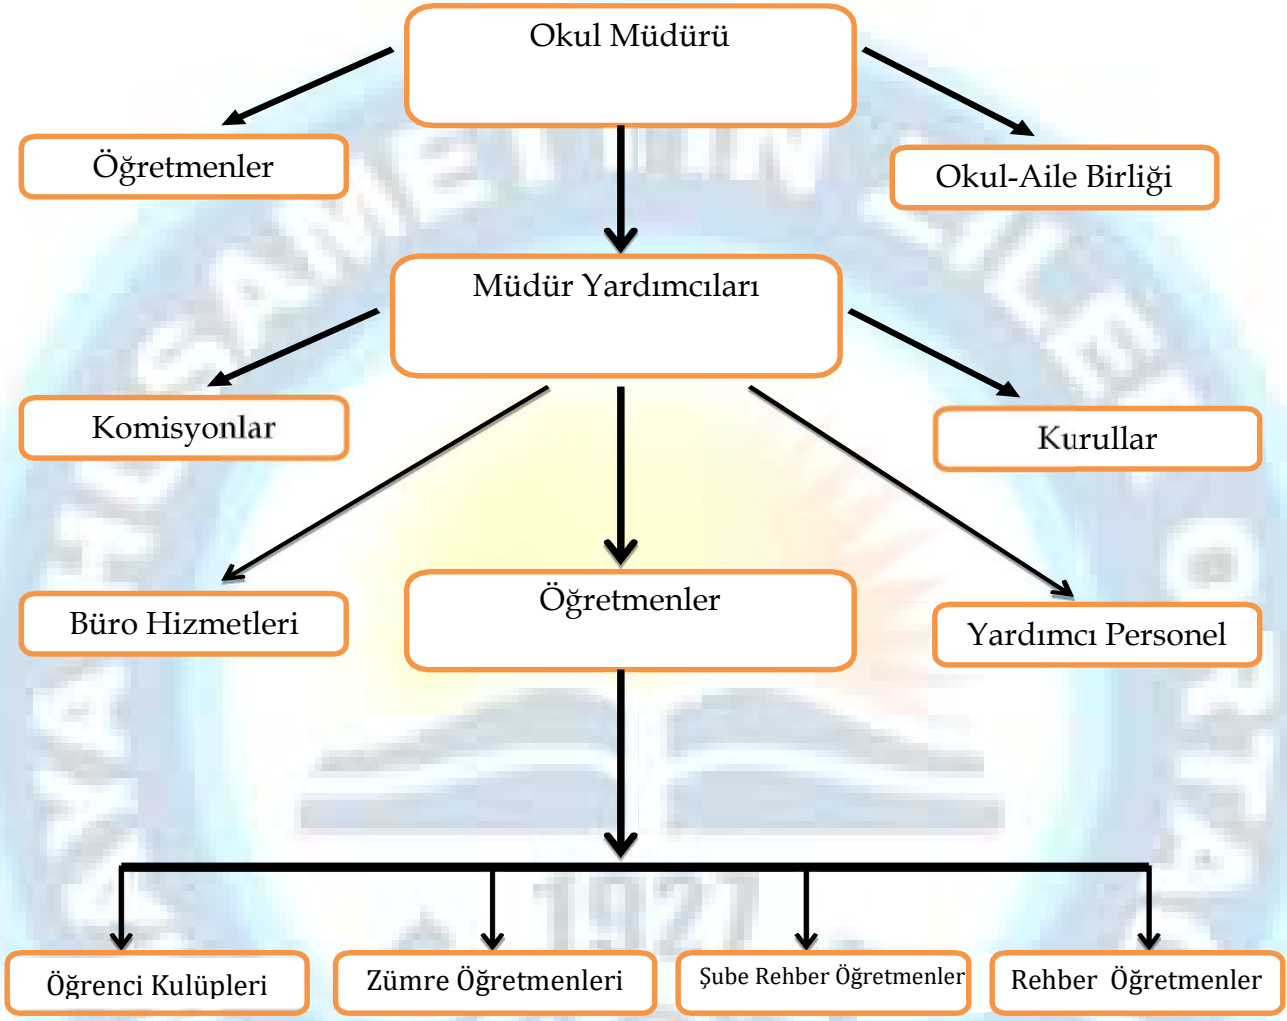 Okul Müdürü
Öğretmenler
Okul-Aile Birliği
Müdür Yardımcıları
Komisyonlar
Kurullar
Büro Hizmetleri
Öğretmenler
Yardımcı Personel
1927
Öğrenci Kulüpleri
Zümre Öğretmenleri
Şube Rehber Öğretmenler
Rehber Öğretmenler